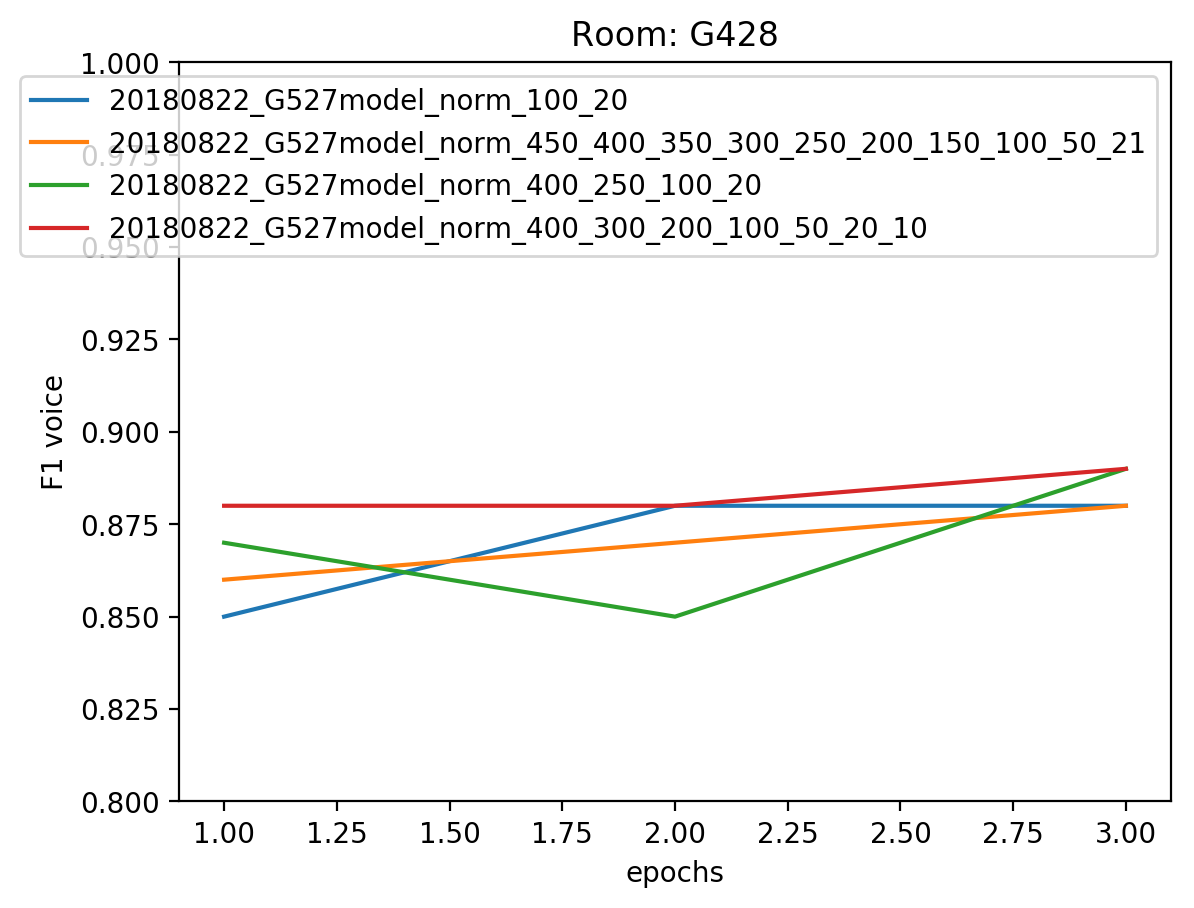 Room: G428
1.000
20180822_G527model_norm_100_20
20180822_G527model_norm_450_400_350_300_250_200_150_100_50_21
0.975
20180822_G527model_norm_400_250_100_20
20180822_G527model_norm_400_300_200_100_50_20_10
0.950
0.925
0.900
F1 voice
0.875
0.850
0.825
0.800
1.00 1.25 1.50 1.75 2.00 2.25 2.50 2.75 3.00
epochs